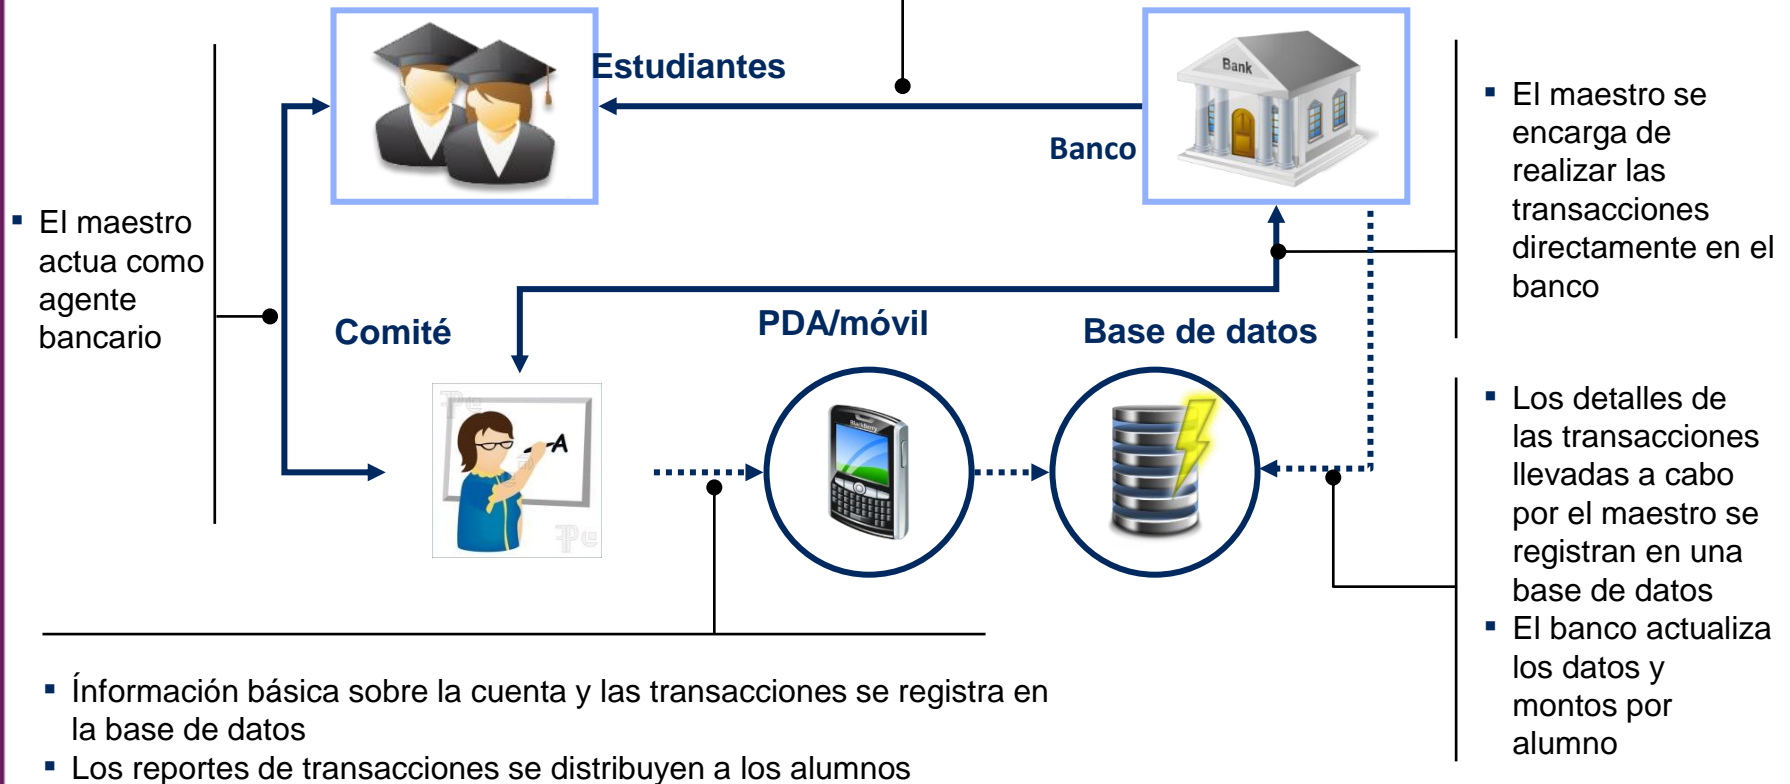 Estudiantes
Bank
Banco
El maestro
actua como
agente
bancario
El maestro se
encarga de
realizar las
transacciones
directamente en el
banco
Comité
PDA/móvil
Base de datos
A
BlackBerry
Los detalles de
las transacciones
llevadas a cabo
por el maestro se
registran en una
base de datos
El banco actualiza
los datos y
montos por
alumno
Ínformación básica sobre la cuenta y las transacciones se registra en
la base de datos
Los reportes de transacciones se distribuyen a los alumnos